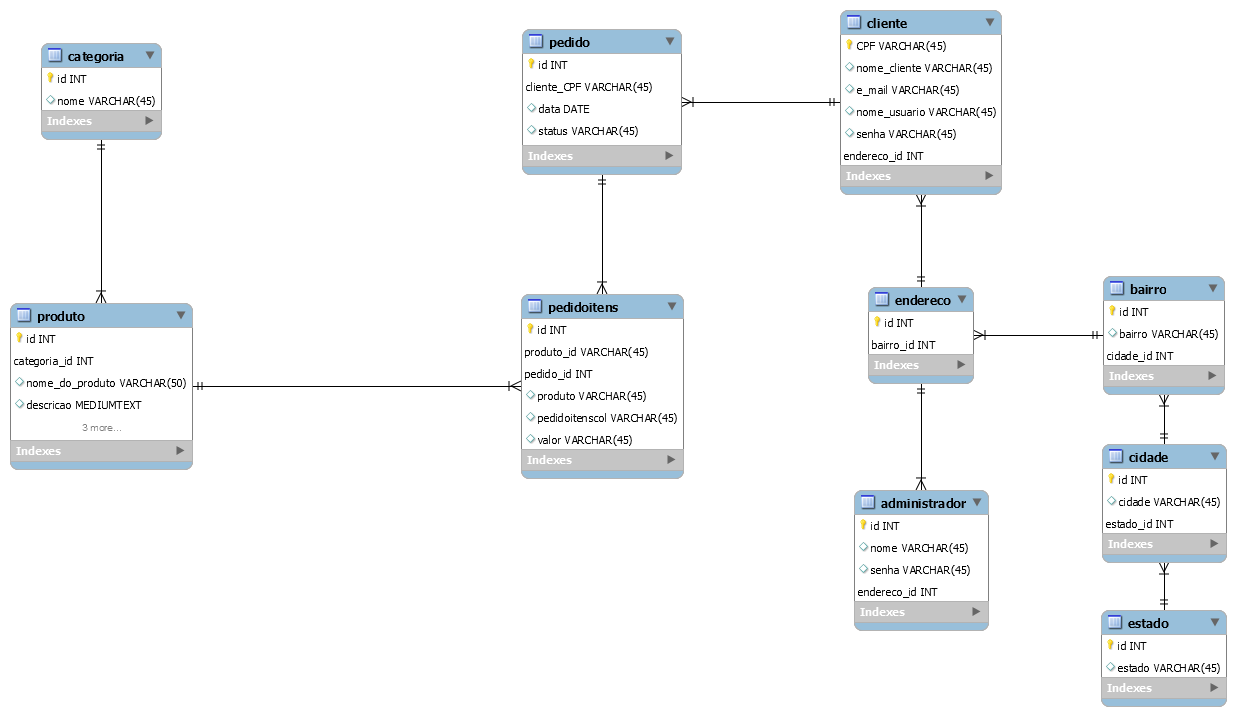 categoria
id INT
nome VARCHAR(45)
Indexes
pedido
id INT
cliente_CPF VARCHAR(45)
data DATE
status VARCHAR(45)
Indexes
cliente
CPF VARCHAR(45)
nome_cliente VARCHAR(45)
e_mail VARCHAR(45)
nome_usuario VARCHAR(45)
senha VARCHAR(45)
endereco_id INT
Indexes
produto
id INT
categoria_id INT
nome_do_produto VARCHAR(50)
descricao MEDIUMTEXT
3 more...
Indexes
pedidoitens
id INT
produto_id VARCHAR(45)
pedido_id INT
produto VARCHAR(45)
pedidoitenscol VARCHAR(45)
valor VARCHAR(45)
Indexes
endereco
id INT
bairro_id INT
Indexes
bairro
id INT
bairro VARCHAR(45)
cidade_id INT
Indexes
administrador
id INT
nome VARCHAR(45)
senha VARCHAR(45)
endereco_id INT
Indexes
cidade
id INT
cidade VARCHAR(45)
estado_id INT
Indexes
estado
id INT
estado VARCHAR(45)
Indexes